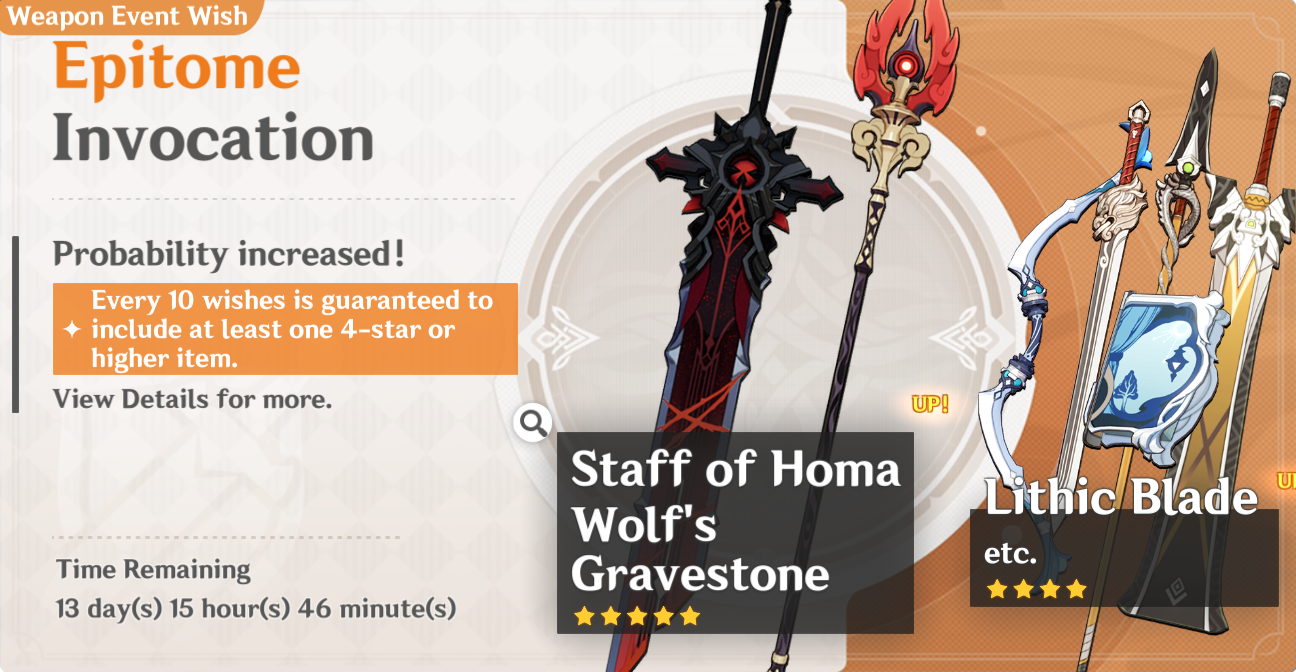 Weapon Event Wish
Epitome
Invocation
Probability increased!
Every 10 wishes is guaranteed to
include at least one 4-star or
higher item.
View Details for more.
Time Remaining
13 day(s) 15 hour(s) 46 minute(s)
UP!
Staff of Homa
Wolf's
Gravestone
Lithic Blade
etc.